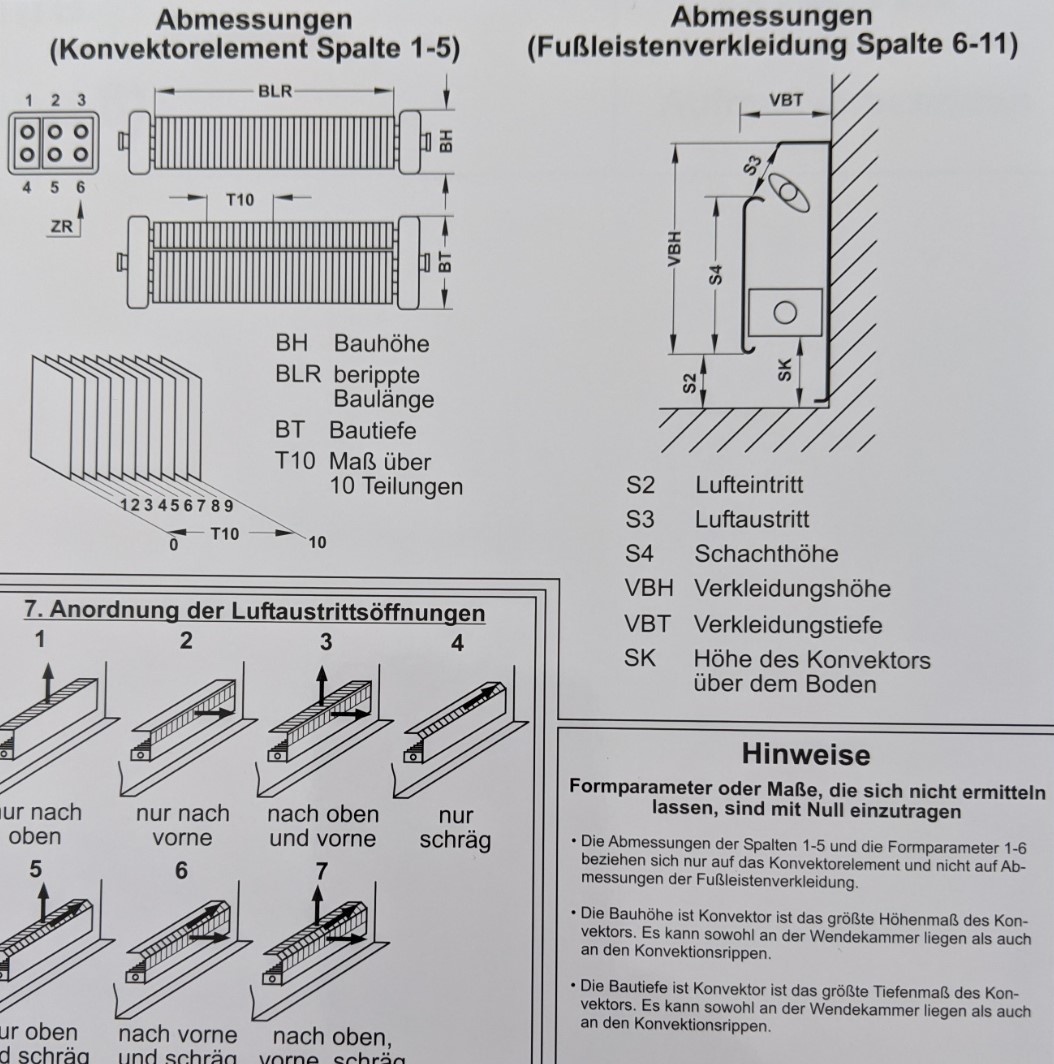 Abmessungen
(Konvektorelement Spalte 1-5)
BLR
1 2 3
BH
4 5 6
ZR
T10
BT
BH Bauhöhe
BLR berippte
Baulänge
BT Bautiefe
T10 Maß über
10 Teilungen
1 2 3 4 5 6 7 8 9
T10
0
10
Abmessungen
(Fußleistenverkleidung Spalte 6-11)
VBT
S3
VBH
S4
S2
SK
S2 Lufteintritt
S3 Luftaustritt
S4 Schachthöhe
VBH Verkleidungshöhe
VBT Verkleidungstiefe
SK Höhe des Konvektors
über dem Boden
7. Anordnung der Luftaustrittsöffnungen
1 2 3 4
ur nach
oben
nur nach
vorne
nach oben
und vorne
nur
schräg
5 6 7
ur oben
d schräg
nach vorne
und schräg
nach oben,
vorne, schräg
Hinweise
Formparameter oder Maße, die sich nicht ermitteln
lassen, sind mit Null einzutragen
• Die Abmessungen der Spalten 1-5 und die Formparameter 1-6
beziehen sich nur auf das Konvektorelement und nicht auf Ab-
messungen der Fußleistenverkleidung.
• Die Bauhöhe ist Konvektor ist das größte Höhenmaß des Kon-
vektors. Es kann sowohl an der Wendekammer liegen als auch
an den Konvektionsrippen.
• Die Bautiefe ist Konvektor ist das größte Tiefenmaß des Kon-
vektors. Es kann sowohl an der Wendekammer liegen als auch
an den Konvektionsrippen.